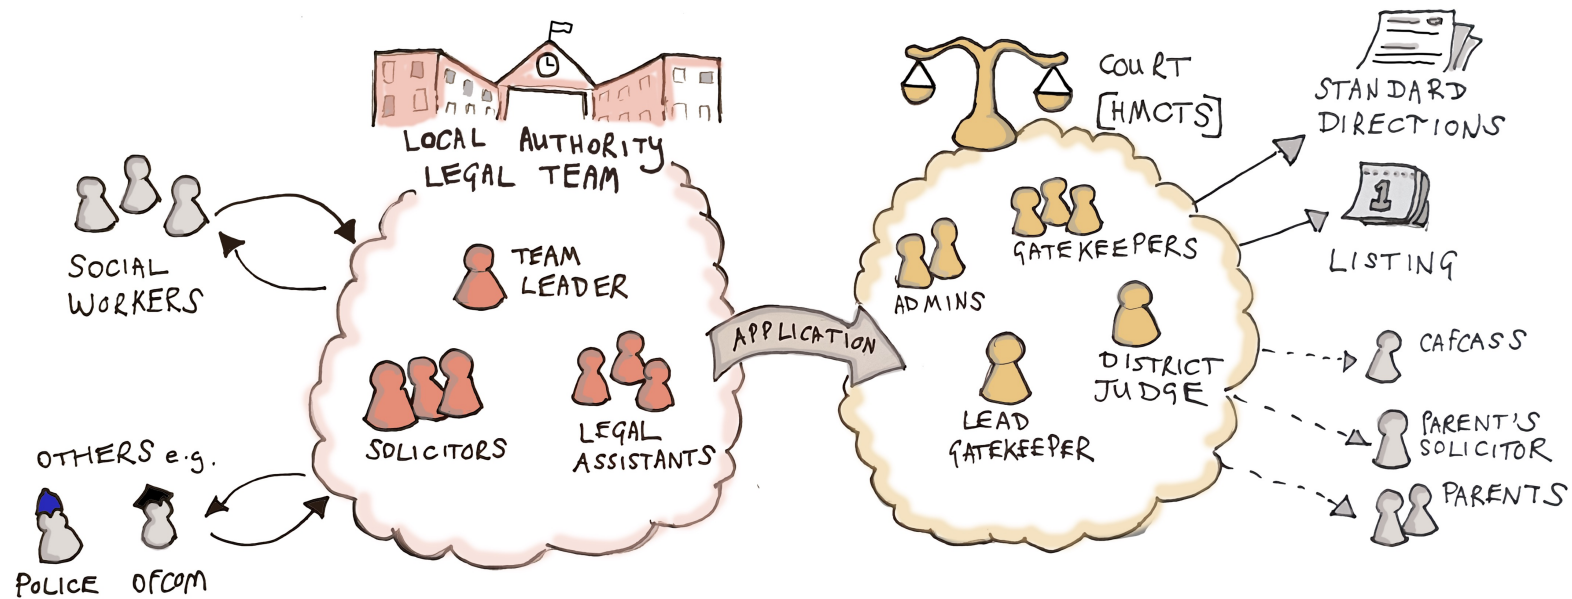 LOCAL AUTHORITY
LEGAL TEAM
SOCIAL
WORKERS
TEAM
LEADER
SOLICITORS
LEGAL
ASSISTANTS
OTHERS e.g.
POLICE
OFCOM
APPLICATION
COURT
[HMCTS]
GATEKEEPERS
ADMINS
DISTRICT
JUDGE
LEAD
GATEKEEPER
STANDARD
DIRECTIONS
1
LISTING
CAFCASS
PARENT'S
SOLICITOR
PARENTS